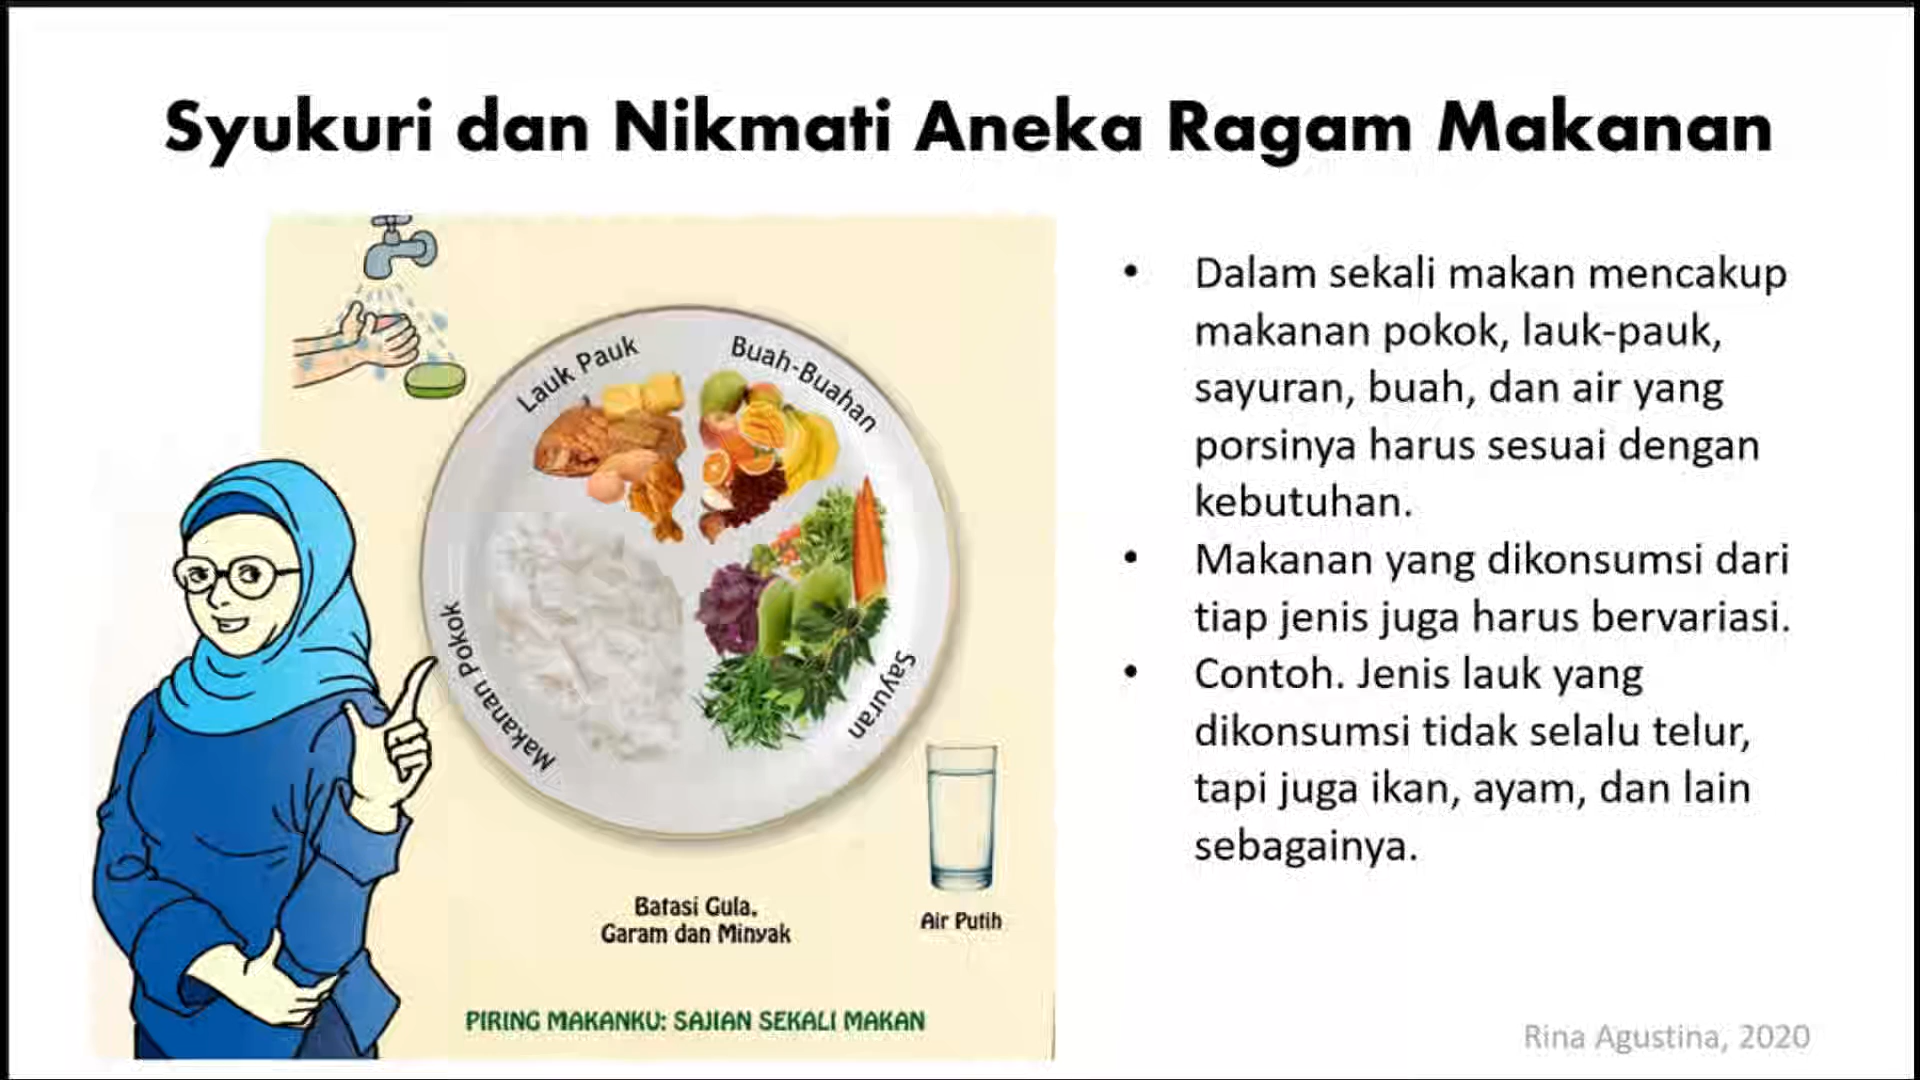 Syukuri dan Nikmati Aneka Ragam Makanan
Lauk Pauk
Buah-Buahan
Makanan Pokok
Sayuran
Batasi Gula,
Garam dan Minyak
Air Putih
PIRING MAKANKU: SAJIAN SEKALI MAKAN
• Dalam sekali makan mencakup
makanan pokok, lauk-pauk,
sayuran, buah, dan air yang
porsinya harus sesuai dengan
kebutuhan.
• Makanan yang dikonsumsi dari
tiap jenis juga harus bervariasi.
• Contoh. Jenis lauk yang
dikonsumsi tidak selalu telur,
tapi juga ikan, ayam, dan lain
sebagainya.
Rina Agustina, 2020